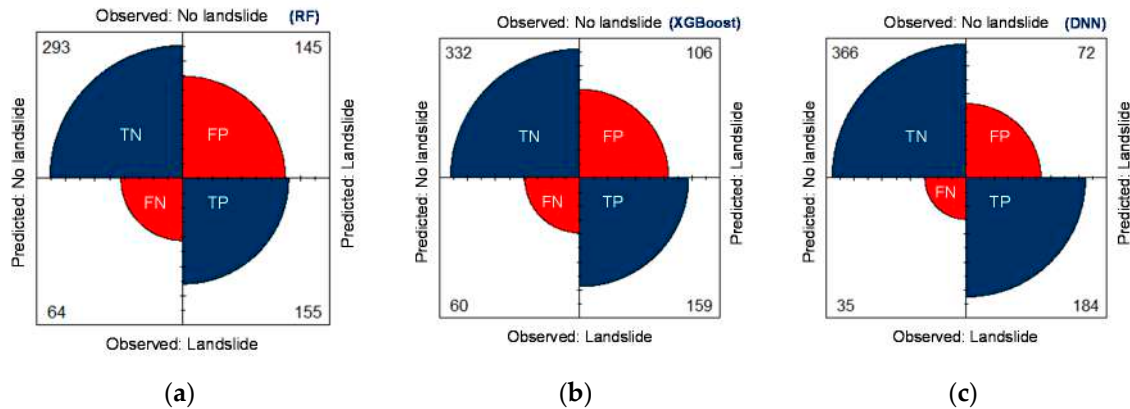 Observed: No landslide (RF)
293
145
TN
FP
FN
TP
64
155
Predicted: No landslide
Predicted: Landslide
Observed: Landslide
(a)
Observed: No landslide (XGBoost)
332
106
TN
FP
FN
TP
60
159
Predicted: No landslide
Predicted: Landslide
Observed: Landslide
(b)
Observed: No landslide (DNN)
366
72
TN
FP
FN
TP
35
184
Predicted: No landslide
Predicted: Landslide
Observed: Landslide
(c)